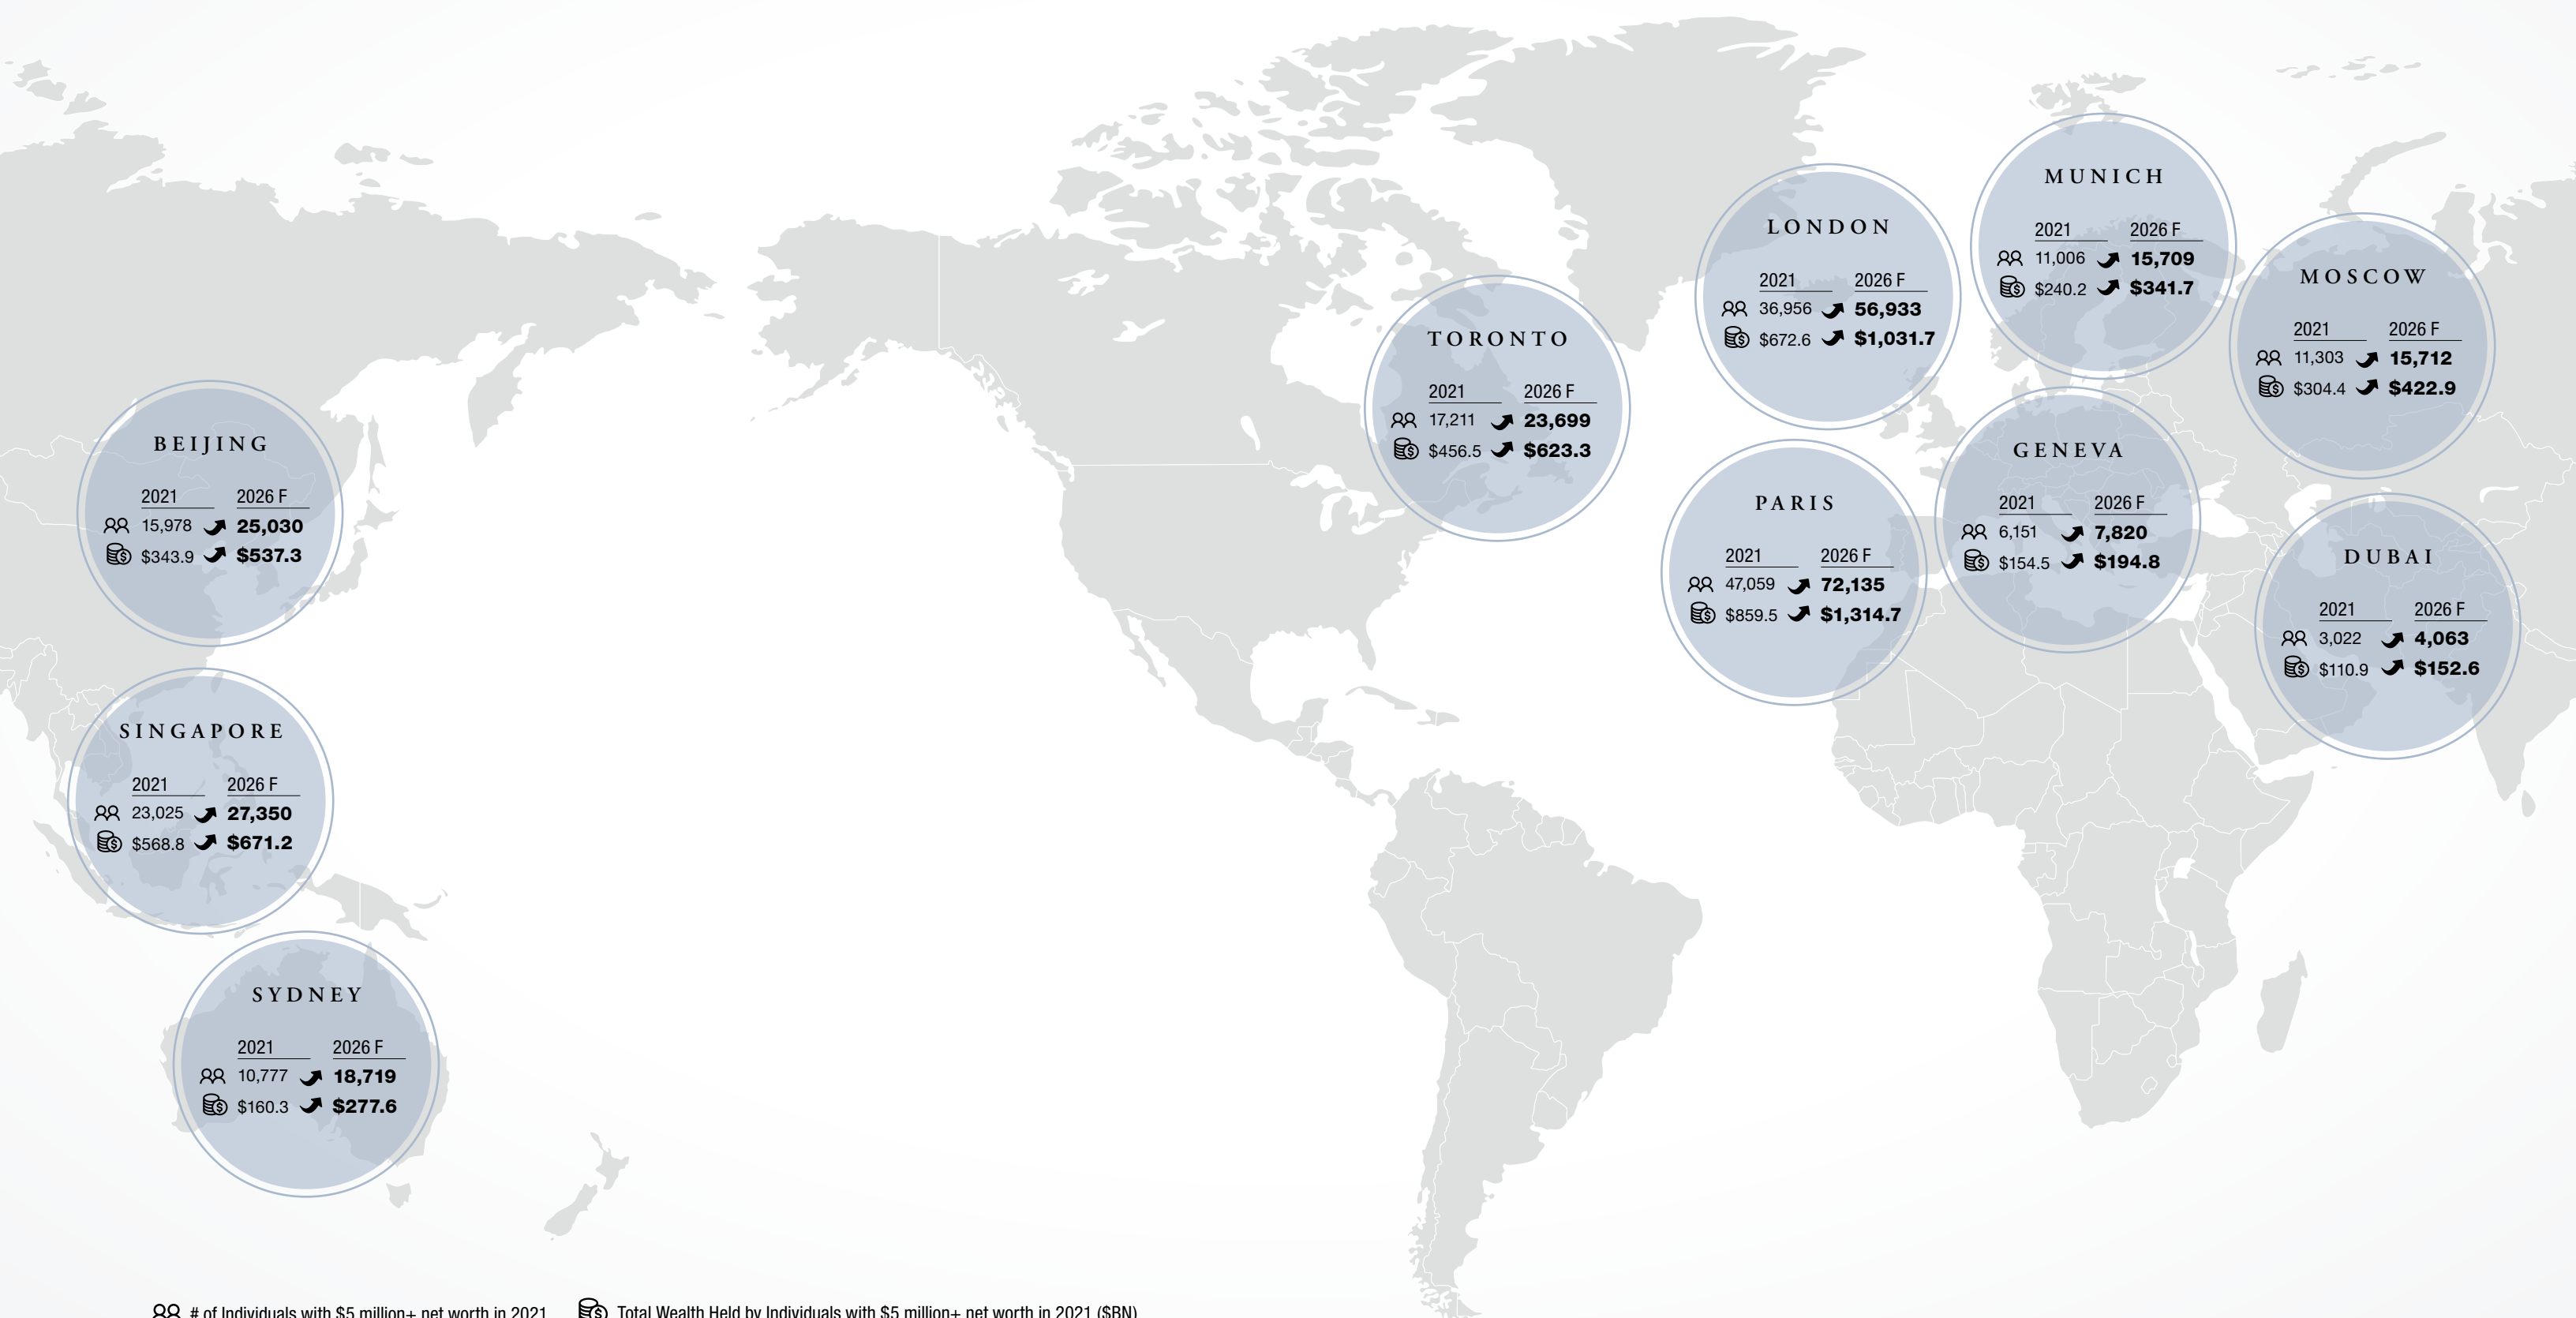 MUNICH
2021 2026 F
11,006 15,709
$240.2 $341.7
LONDON
2021 2026 F
36,956 56,933
$672.6 $1,031.7
MOSCOW
2021 2026 F
11,303 15,712
$304.4 $422.9
TORONTO
2021 2026 F
17,211 23,699
$456.5 $623.3
BEIJING
2021 2026 F
15,978 25,030
$343.9 $537.3
GENEVA
2021 2026 F
6,151 7,820
$154.5 $194.8
PARIS
2021 2026 F
47,059 72,135
$859.5 $1,314.7
DUBAI
2021 2026 F
3,022 4,063
$110.9 $152.6
SINGAPORE
2021 2026 F
23,025 27,350
$568.8 $671.2
SYDNEY
2021 2026 F
10,777 18,719
$160.3 $277.6
# of Individuals with $5 million+ net worth in 2021 Total Wealth Held by Individuals with $5 million+ net worth in 2021 ($BN)